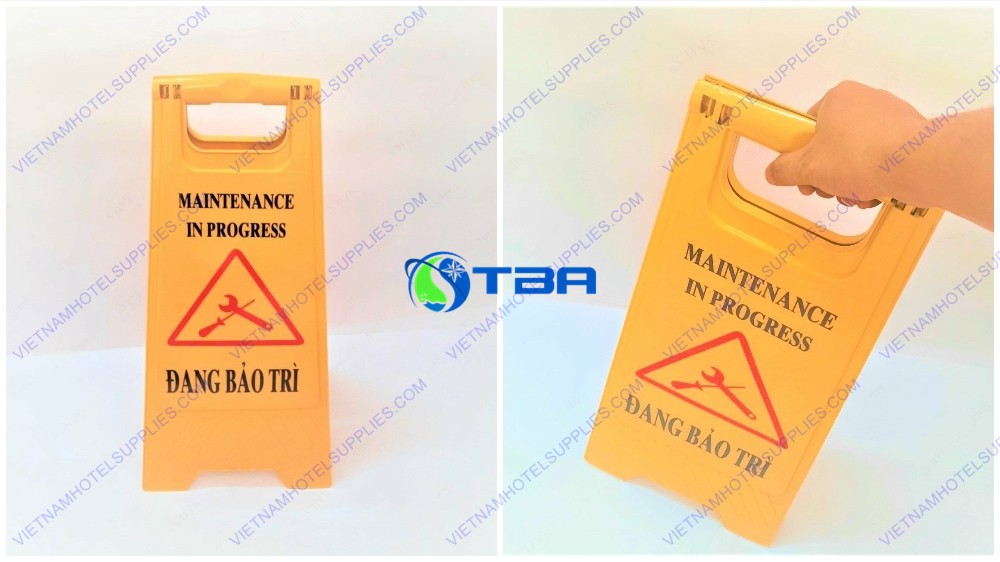 MAINTENANCE
IN PROGRESS
ĐANG BẢO TRÌ
TBA
MAINTENANCE
IN PROGRESS
ĐANG BẢO TRÌ
VIETNAMHOTELSUPPLIES.COM